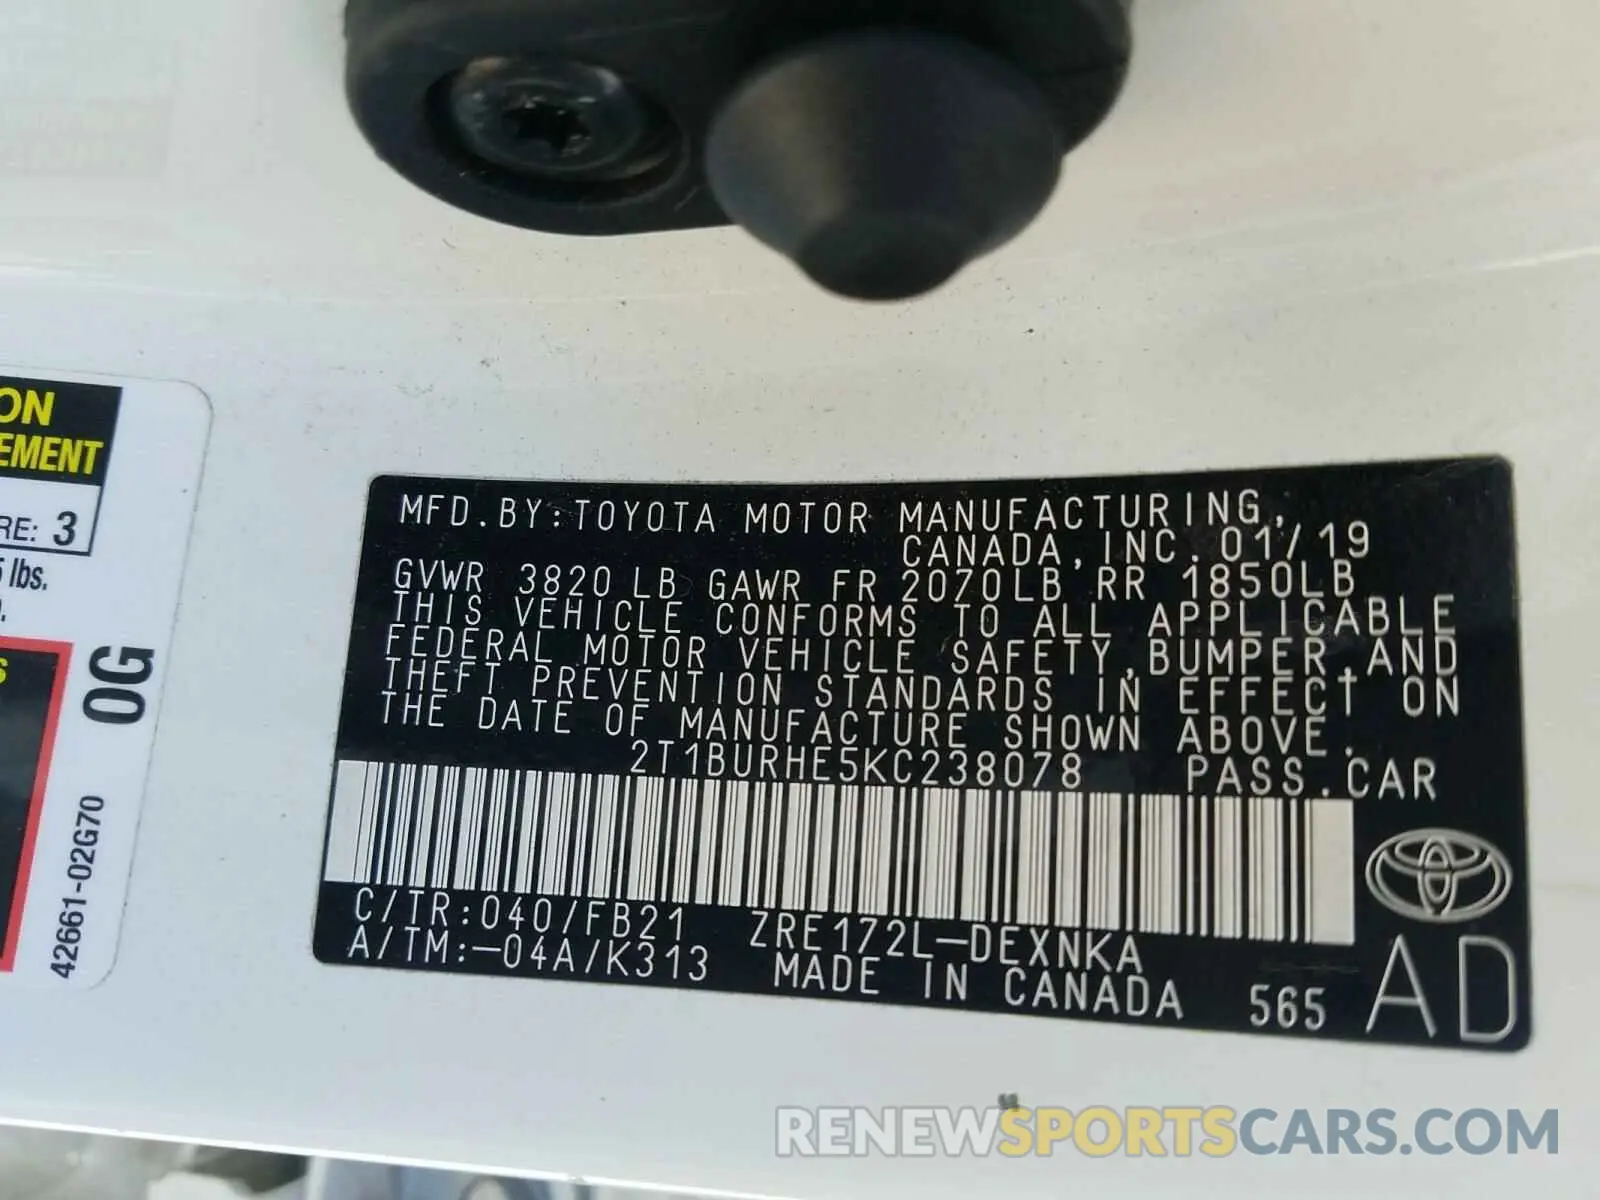 ON
EMENT
RE: 3
5 lbs.
0G
42661-02G70
MFD.BY:TOYOTA MOTOR MANUFACTURING,
CANADA,INC. 01/19
GVWR 3820 LB GAWR FR 2070LB RR 1850LB
THIS VEHICLE CONFORMS TO ALL APPLICABLE
FEDERAL MOTOR VEHICLE SAFETY,BUMPER,AND
THEFT PREVENTION STANDARDS IN EFFECT ON
THE DATE OF MANUFACTURE SHOWN ABOVE.
2T1BURHE5KC238078 PASS.CAR
C/TR:040/FB21 ZRE172L-DEXNKA
A/TM:-04A/K313 MADE IN CANADA 565 AD
RENEWSPORTSCARS.COM